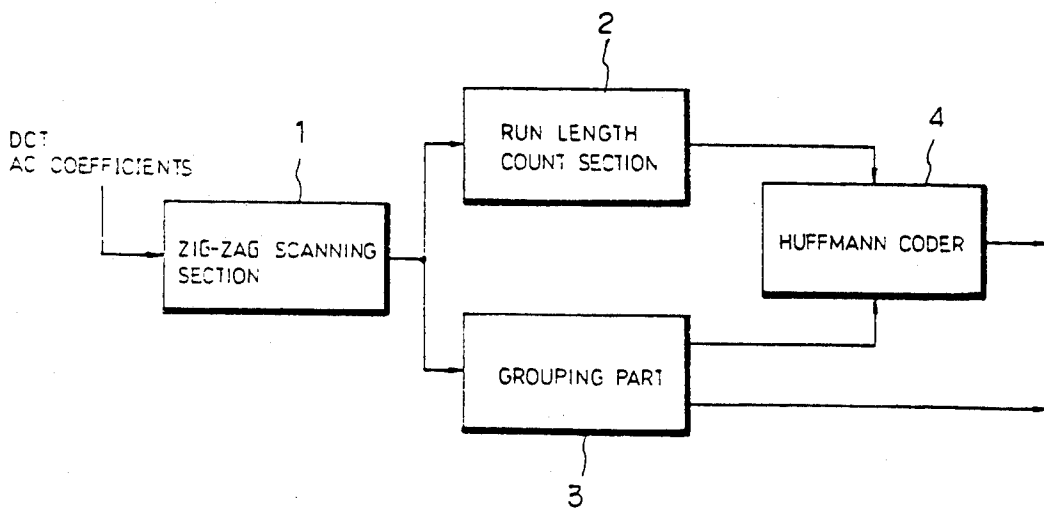 2
RUN LENGTH
COUNT SECTION
4
DCT
AC COEFFICIENTS
1
ZIG-ZAG SCANNING
SECTION
HUFFMANN CODER
GROUPING PART
3